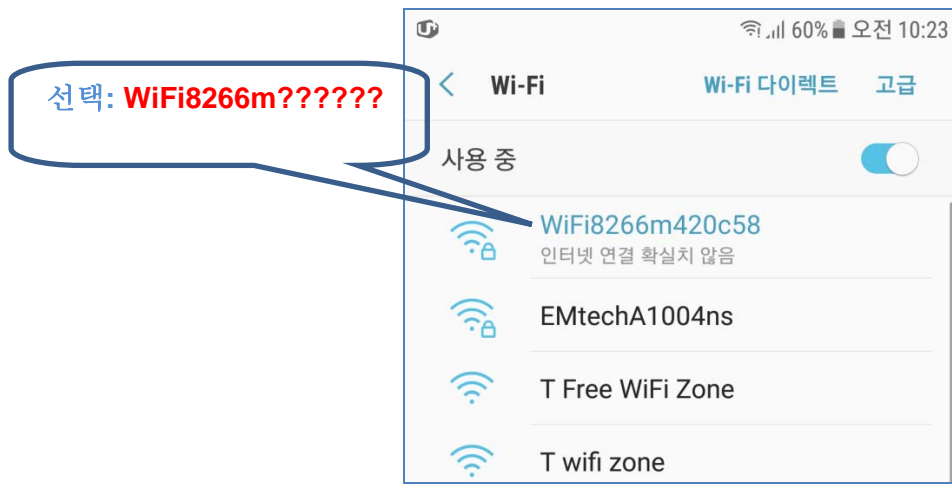 오전 10:23
60%
선택: WiFi8266m??????
Wi-Fi
Wi-Fi 다이렉트
고급
사용 중
WiFi8266m420c58
인터넷 연결 확실치 않음
EMtechA1004ns
T Free WiFi Zone
T wifi zone